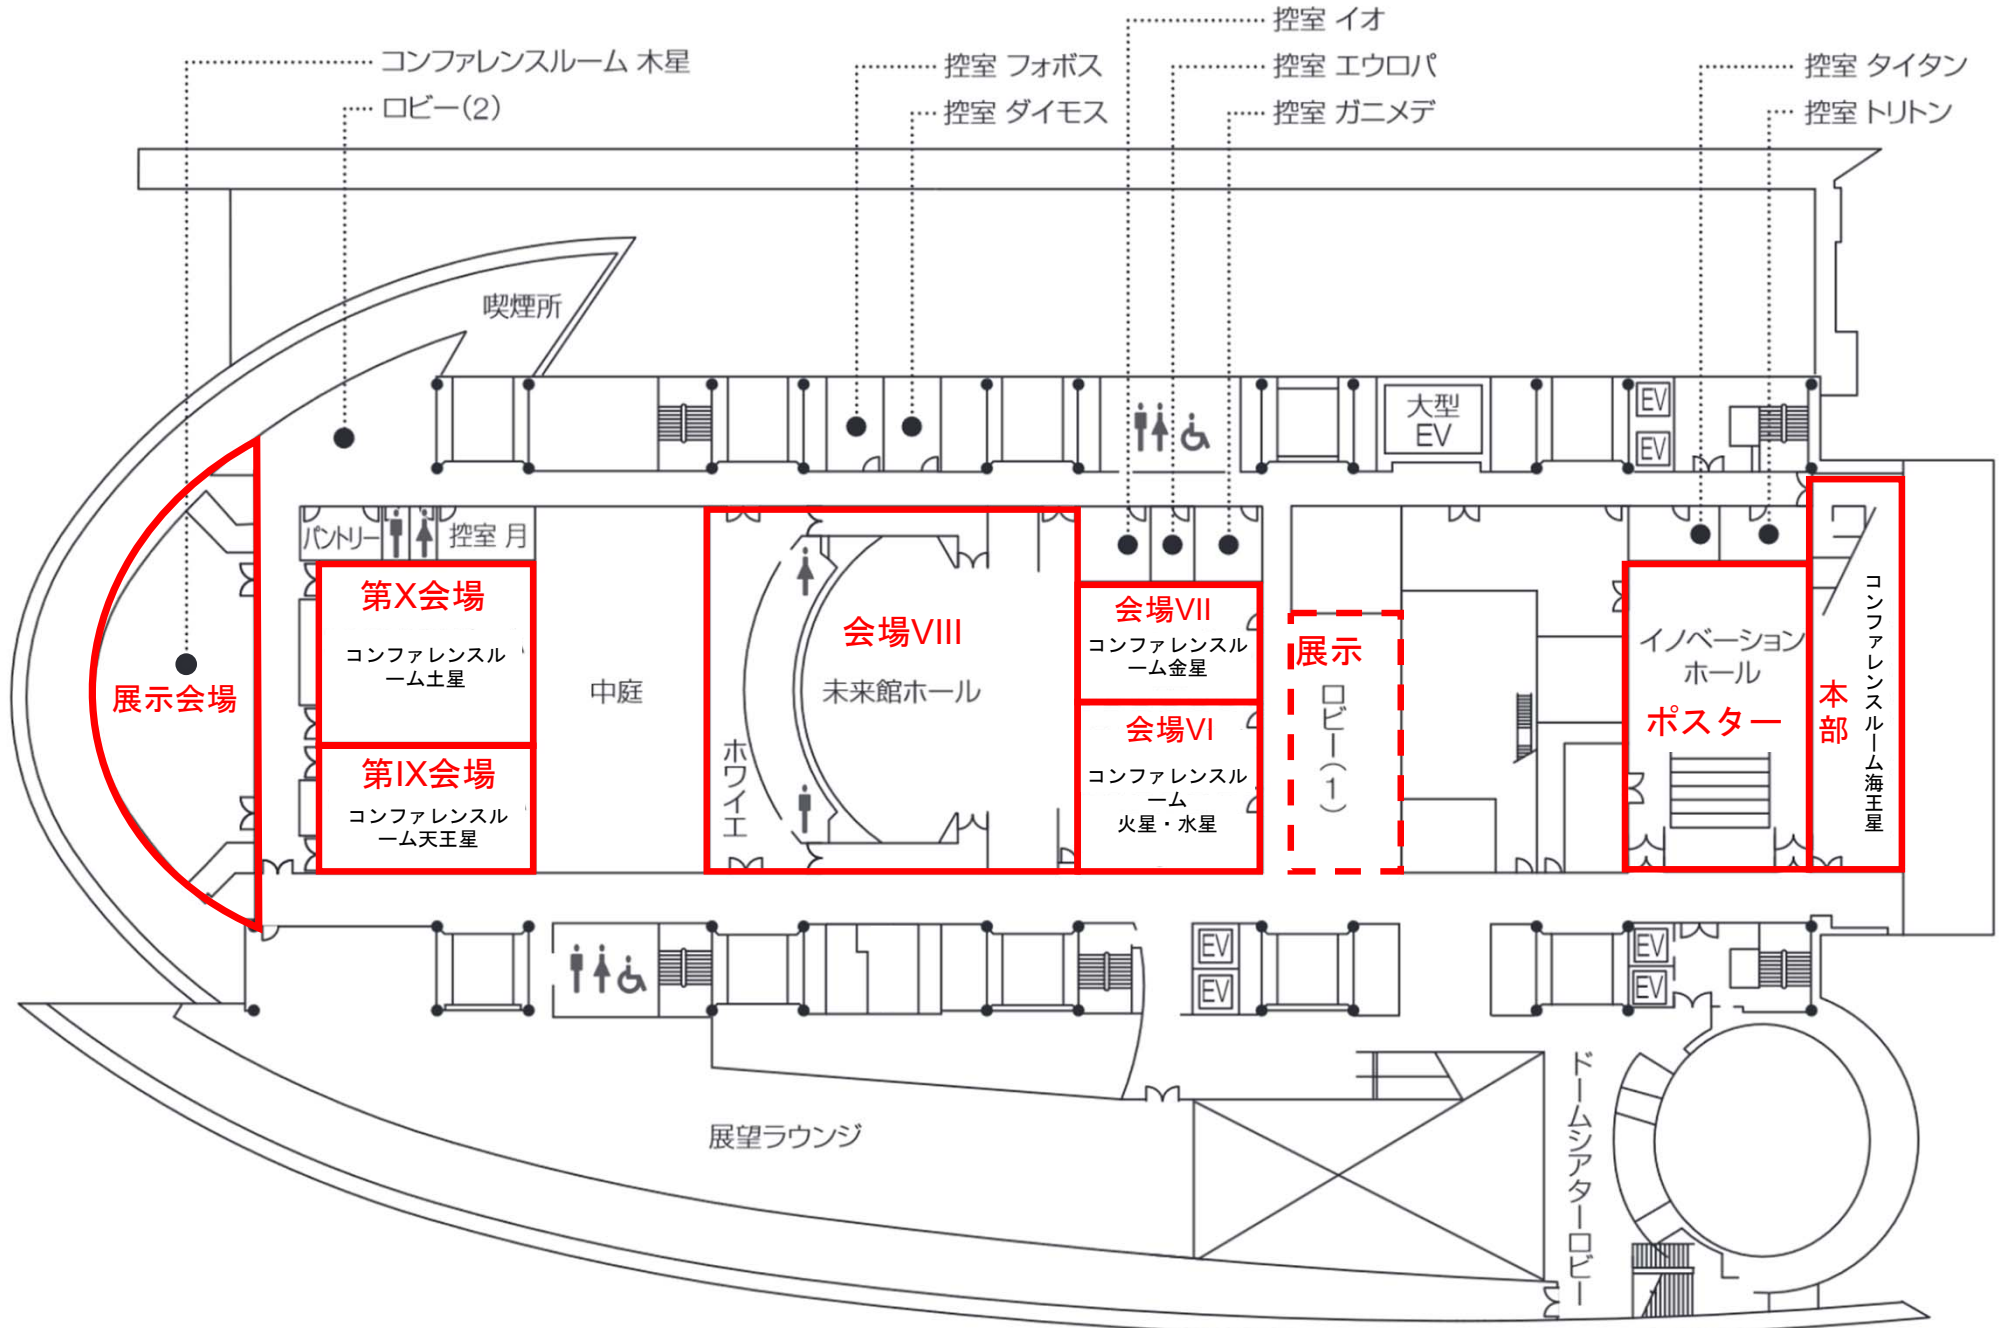 控室 イオ
コンファレンスルーム 木星
控室 フォボス
控室 エウロパ
控室 タイタン
ロビー(2)
控室 ダイモス
控室 ガニメデ
控室 トリトン
喫煙所
大型
EV
EV
EV
パントリー
控室 月
第X会場
コンファレンスル
ーム土星
展示会場
第IX会場
コンファレンスル
ーム天王星
中庭
ホワイエ
会場VIII
未来館ホール
会場VII
コンファレンスル
ーム金星
会場VI
コンファレンスル
ーム
火星・水星
展示
ロビー(1)
イノベーション
ホール
ポスター
本部
コンファレンスルーム海王星
EV
EV
EV
EV
展望ラウンジ
ドームシアターロビー